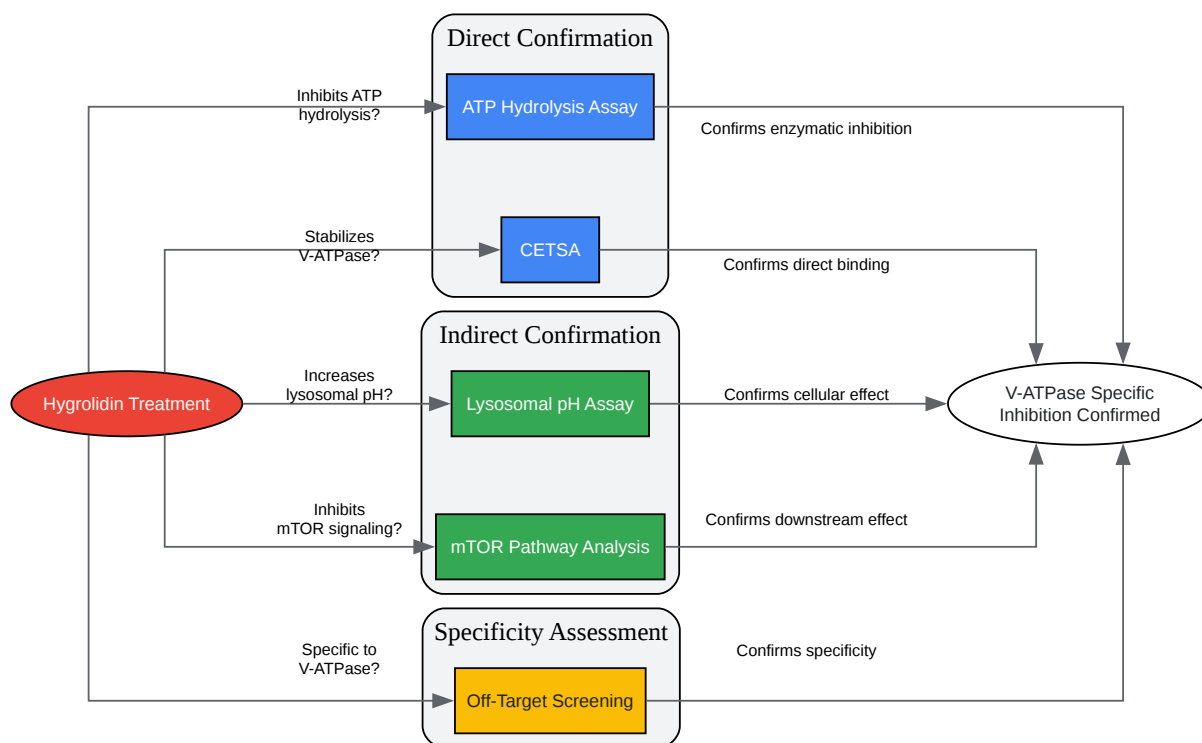 Direct Confirmation
Inhibits ATP
hydrolysis?
ATP Hydrolysis Assay
Confirms enzymatic inhibition
Stabilizes
V-ATPase?
CETSA
Confirms direct binding
Indirect Confirmation
Hygrolidin Treatment
Increases
lysosomal pH?
Lysosomal pH Assay
Confirms cellular effect
V-ATPase Specific
Inhibition Confirmed
Inhibits
mTOR signaling?
mTOR Pathway Analysis
Confirms downstream effect
Specificity Assessment
Specific to
V-ATPase?
Off-Target Screening
Confirms specificity